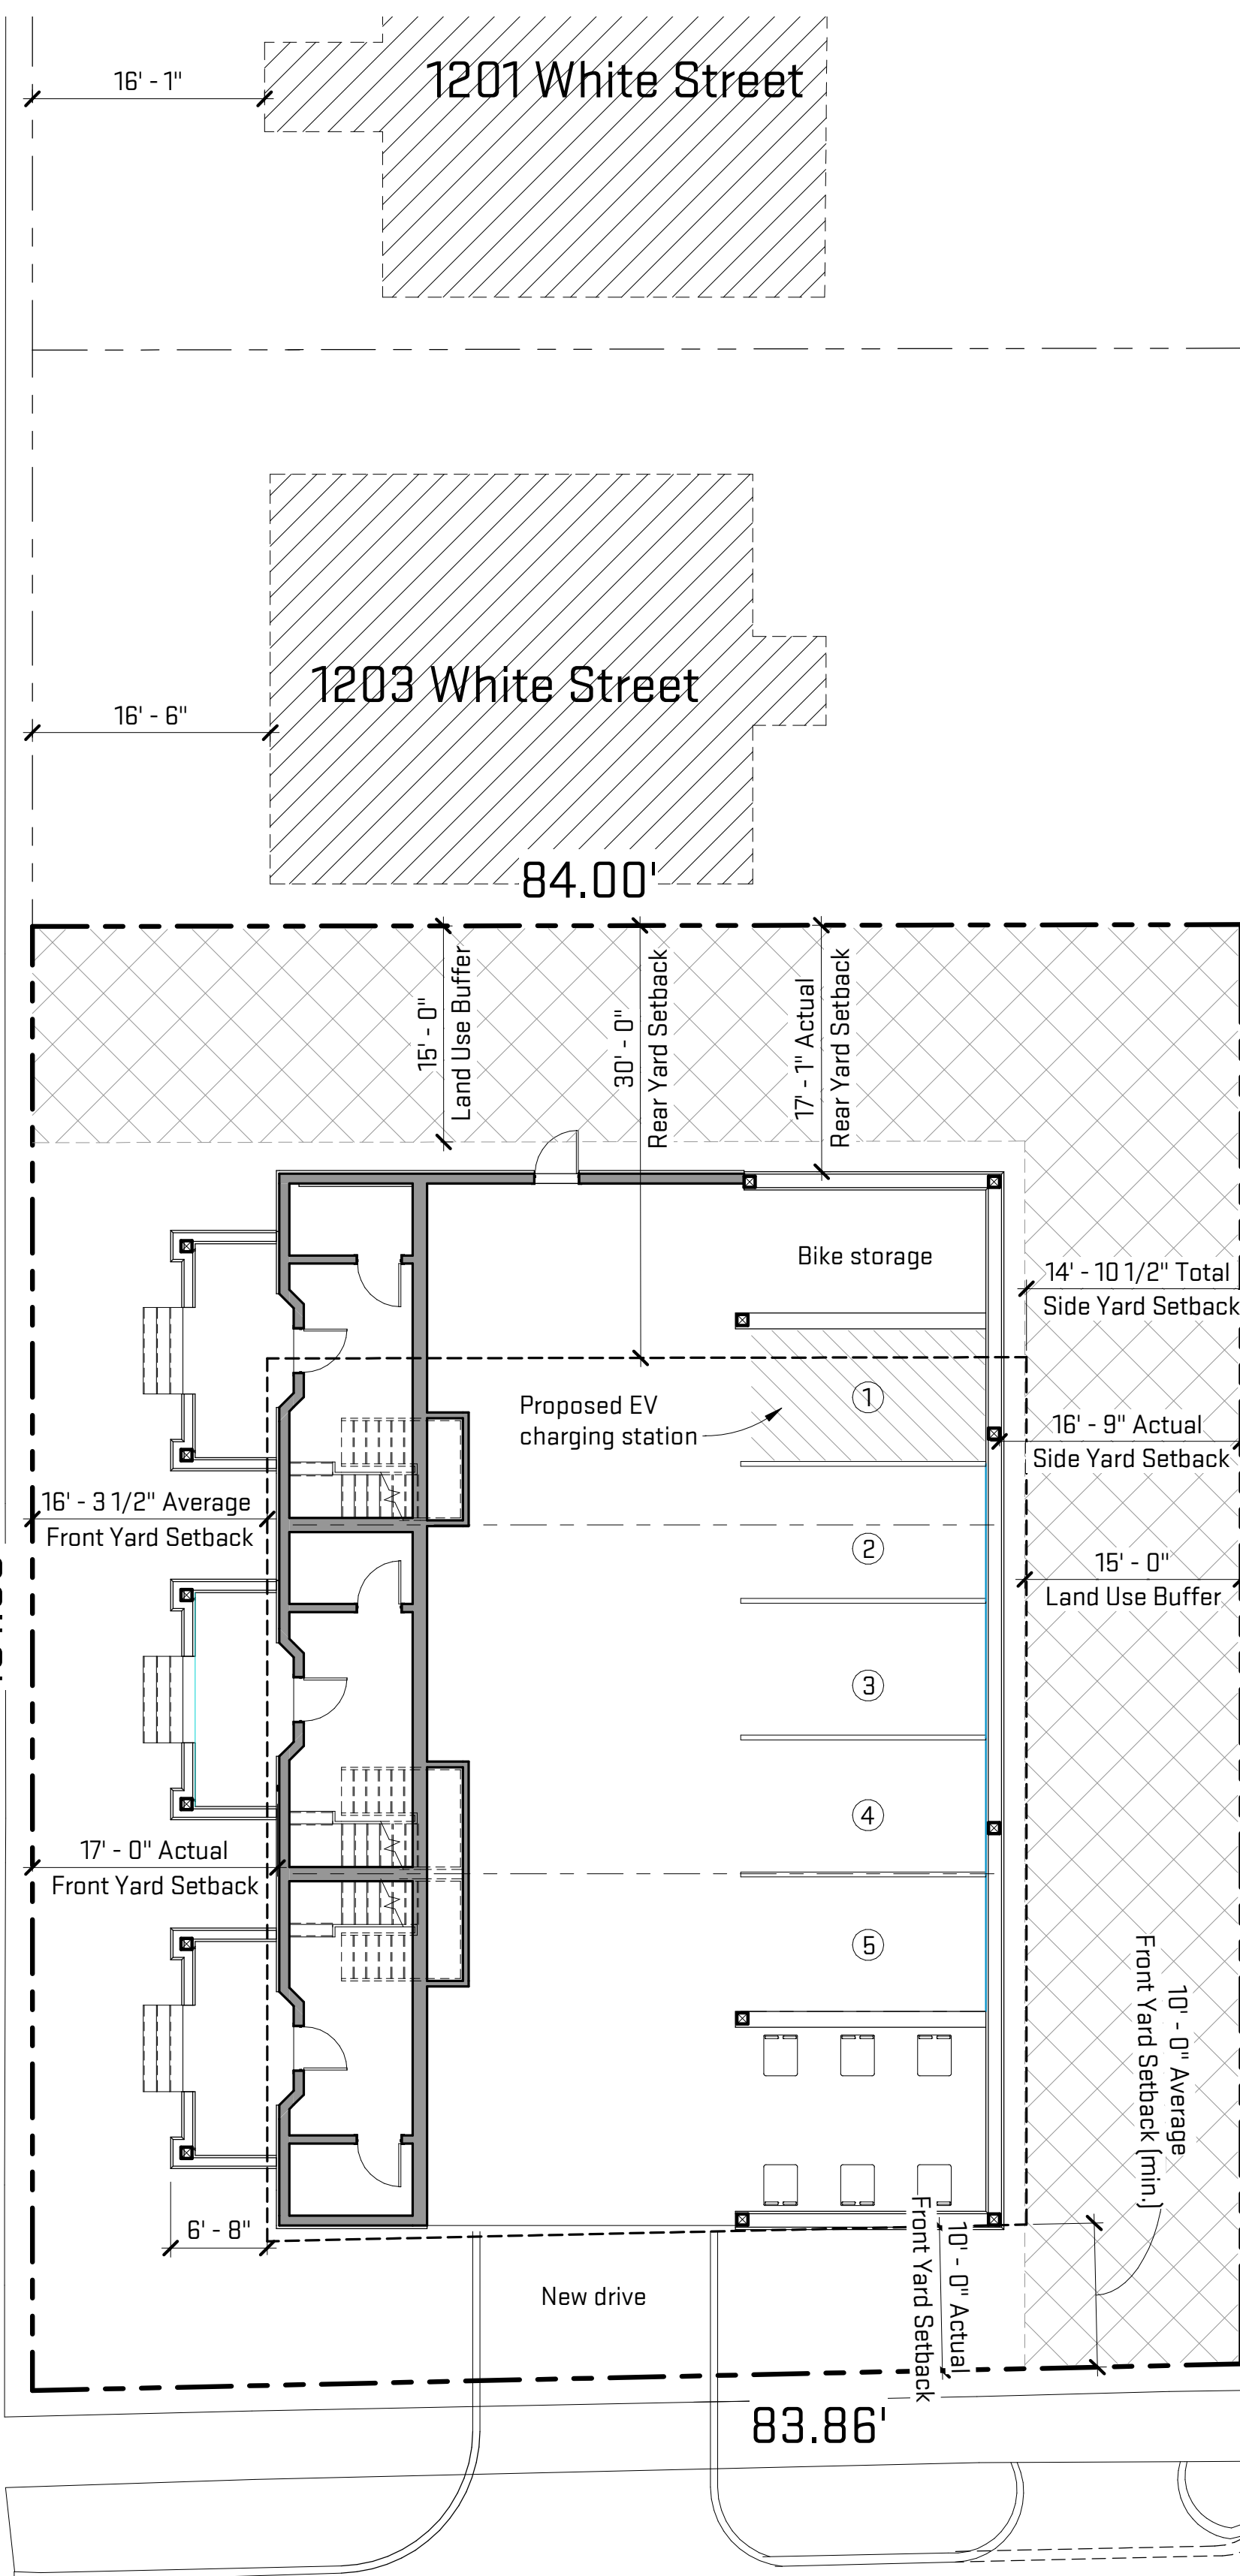 16' - 1"
1201 White Street
1203 White Street
16' - 6"
84.00'
15' - 0"
Land Use Buffer
30' - 0"
Rear Yard Setback
17' - 1" Actual
Rear Yard Setback
Bike storage
14' - 10 1/2" Total
Side Yard Setback
1
Proposed EV
charging station
16' - 9" Actual
Side Yard Setback
16' - 3 1/2" Average
Front Yard Setback
2
15' - 0"
Land Use Buffer
3
4
17' - 0" Actual
Front Yard Setback
5
10' - 0" Average
Front Yard Setback (min.)
6' - 8"
10' - 0" Actual
Front Yard Setback
New drive
83.86'